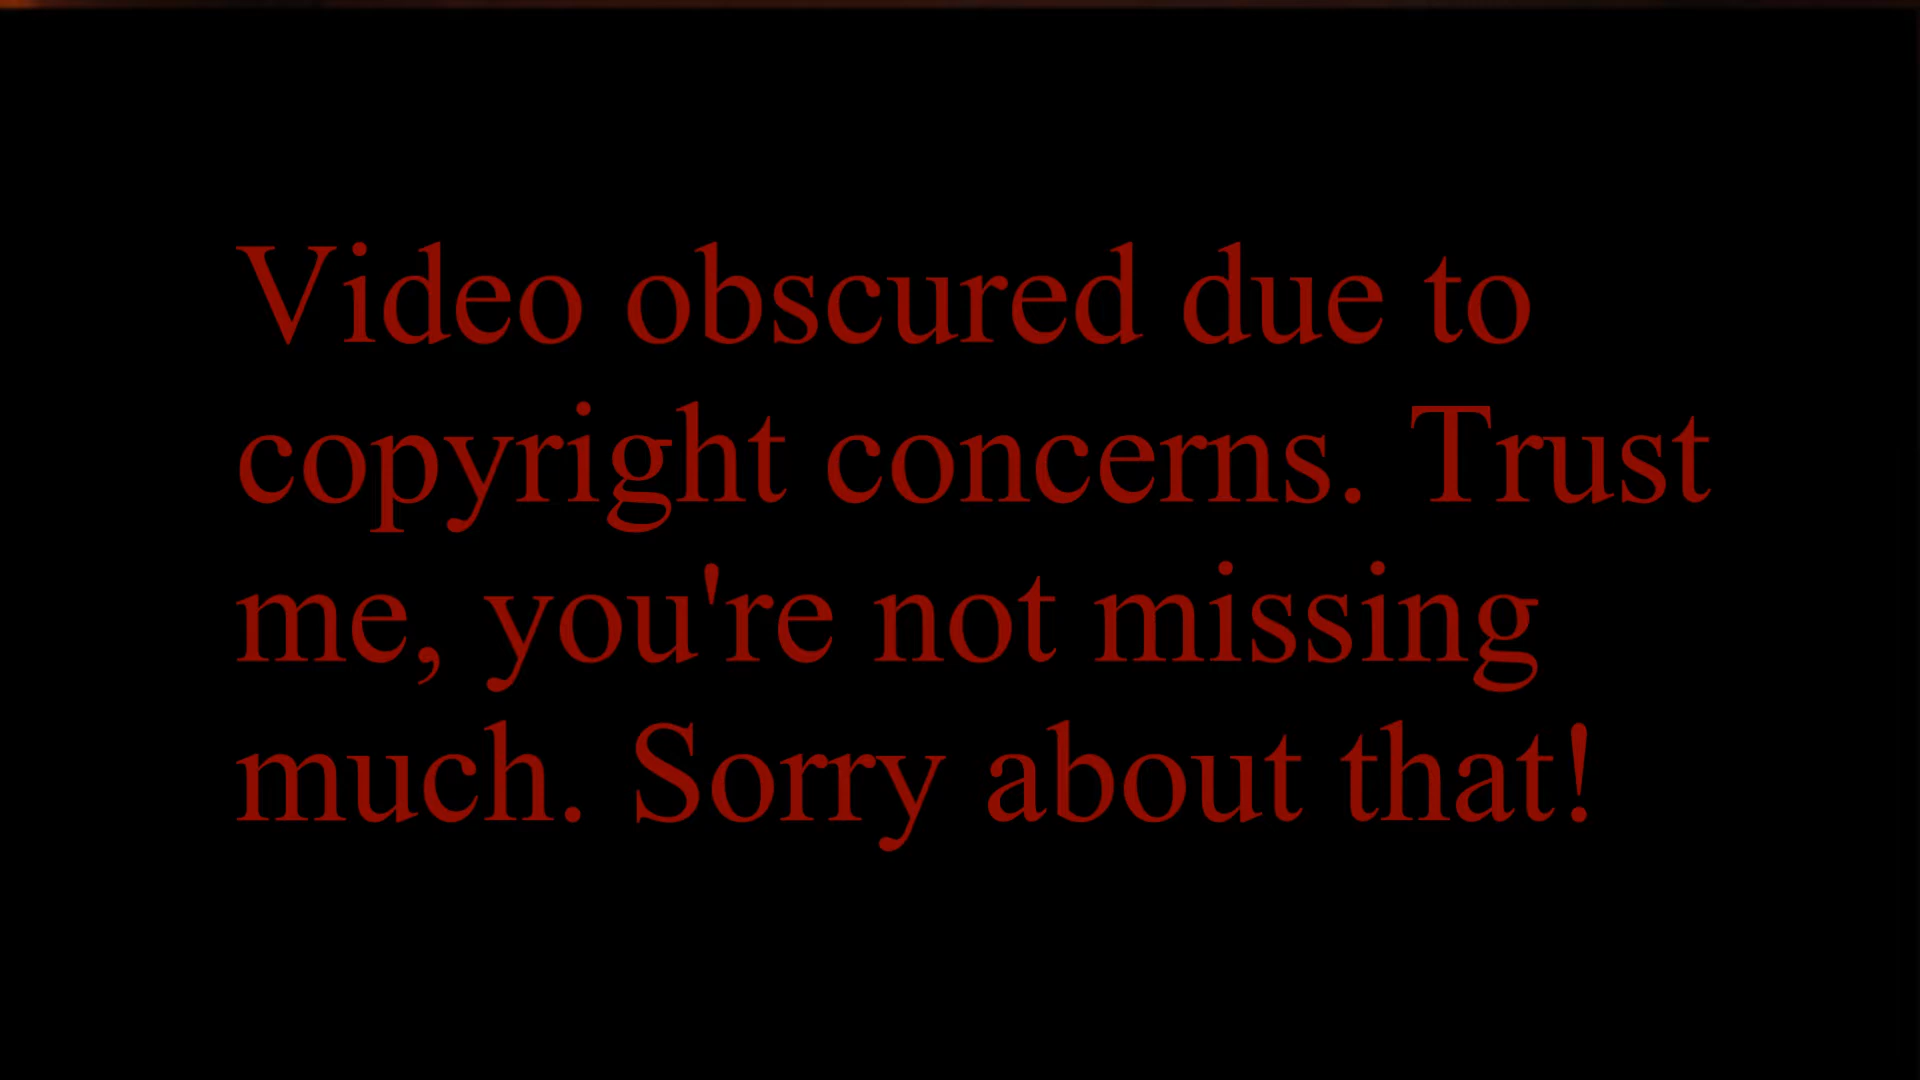 Video obscured due to
copyright concerns. Trust
me, you're not missing
much. Sorry about that!